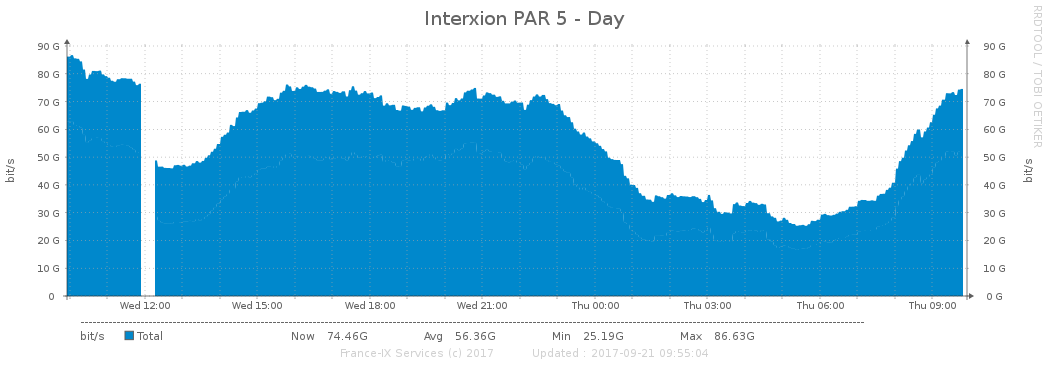 Interxion PAR 5 - Day
RRDTOOL / TOBI OETIKER
90 G 90 G
80 G 80 G
70 G 70 G
60 G 60 G
50 G 50 G
40 G 40 G
30 G 30 G
20 G 20 G
10 G 10 G
0 0 G
bit/s
bit/s
Wed 12:00 Wed 15:00 Wed 18:00 Wed 21:00 Thu 00:00 Thu 03:00 Thu 06:00 Thu 09:00
bit/s Total Now 74.46G Avg 56.36G Min 25.19G Max 86.63G
France-IX Services (c) 2017 Updated : 2017-09-21 09:55:04